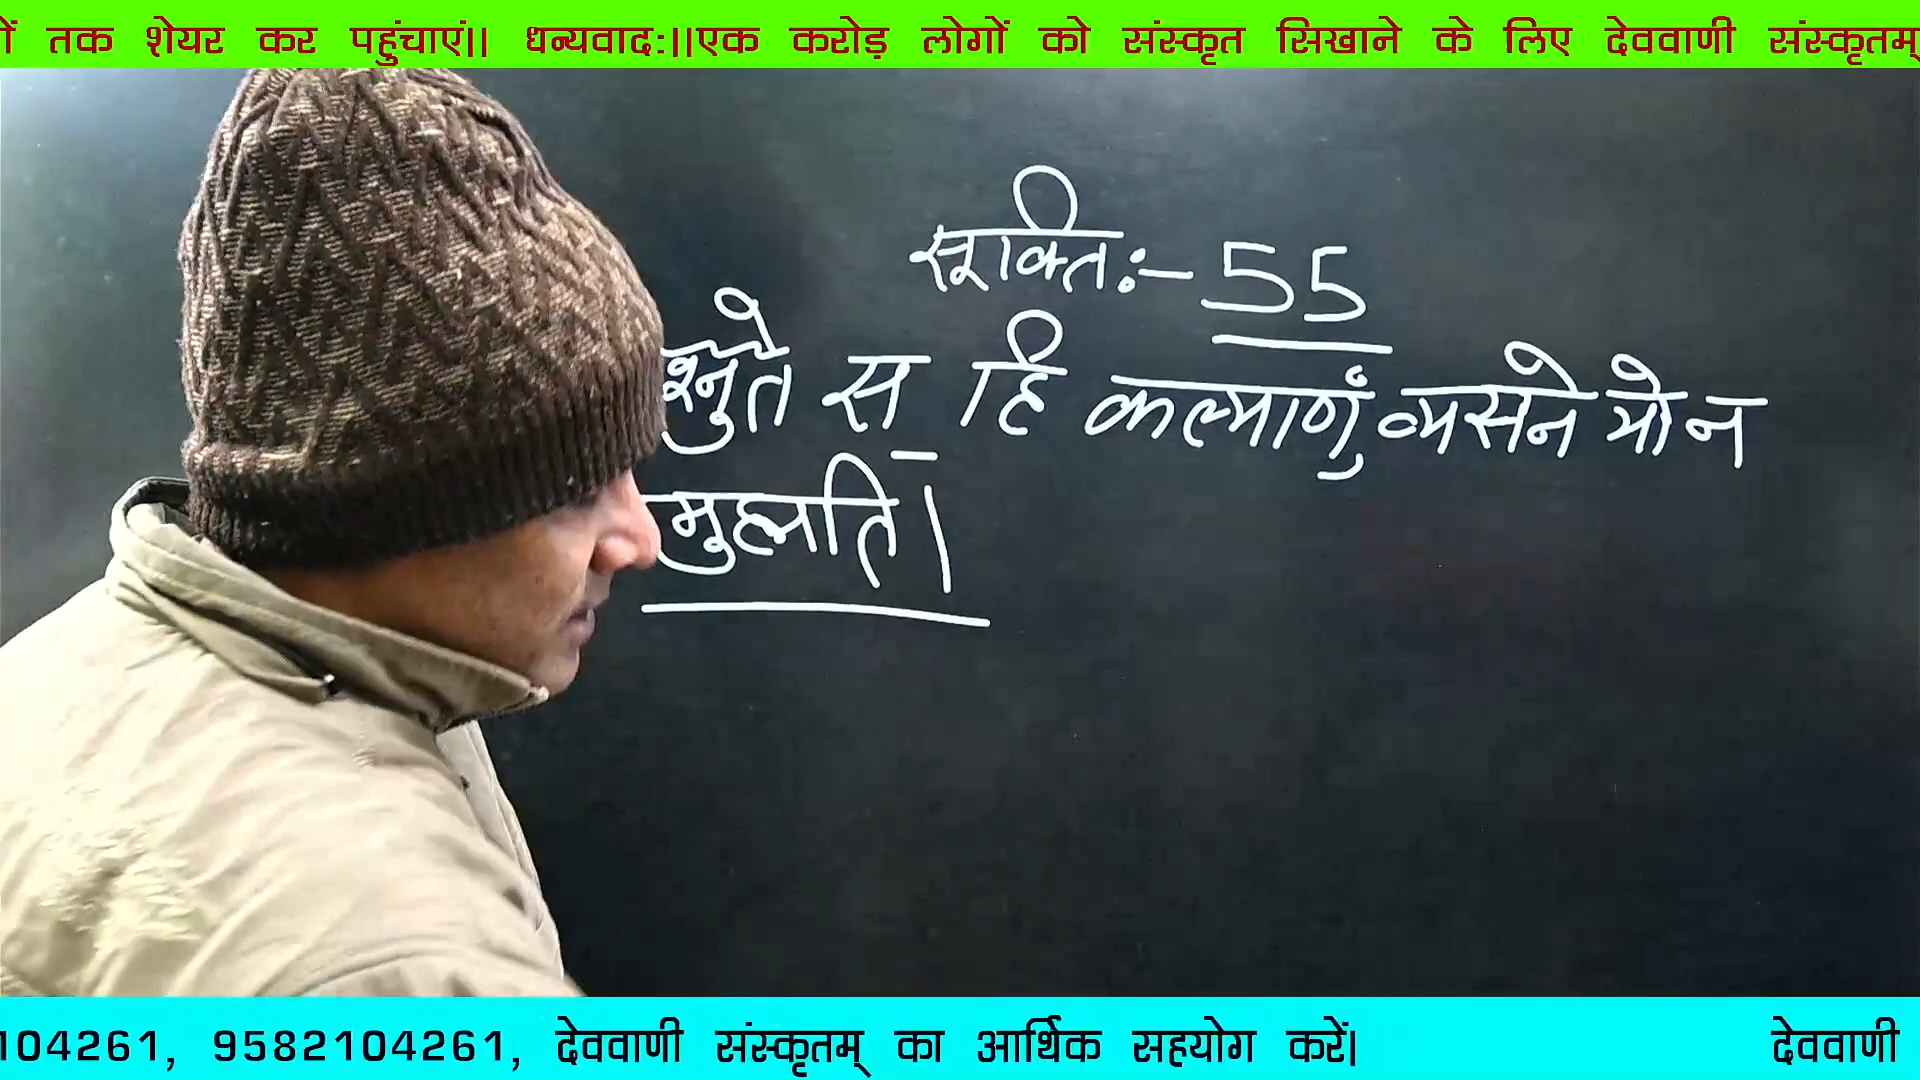 तक शेयर कर पहुंचाएं।। धन्यवाद:।।एक करोड़ लोगों को संस्कृत सिखाने के लिए देववाणी संस्कृतम्
सूक्ति:- 55
श्नुते स हि कल्याणं व्यसने यो न
मुह्यति।
104261, 9582104261, देववाणी संस्कृतम् का आर्थिक सहयोग करें। देववाणी